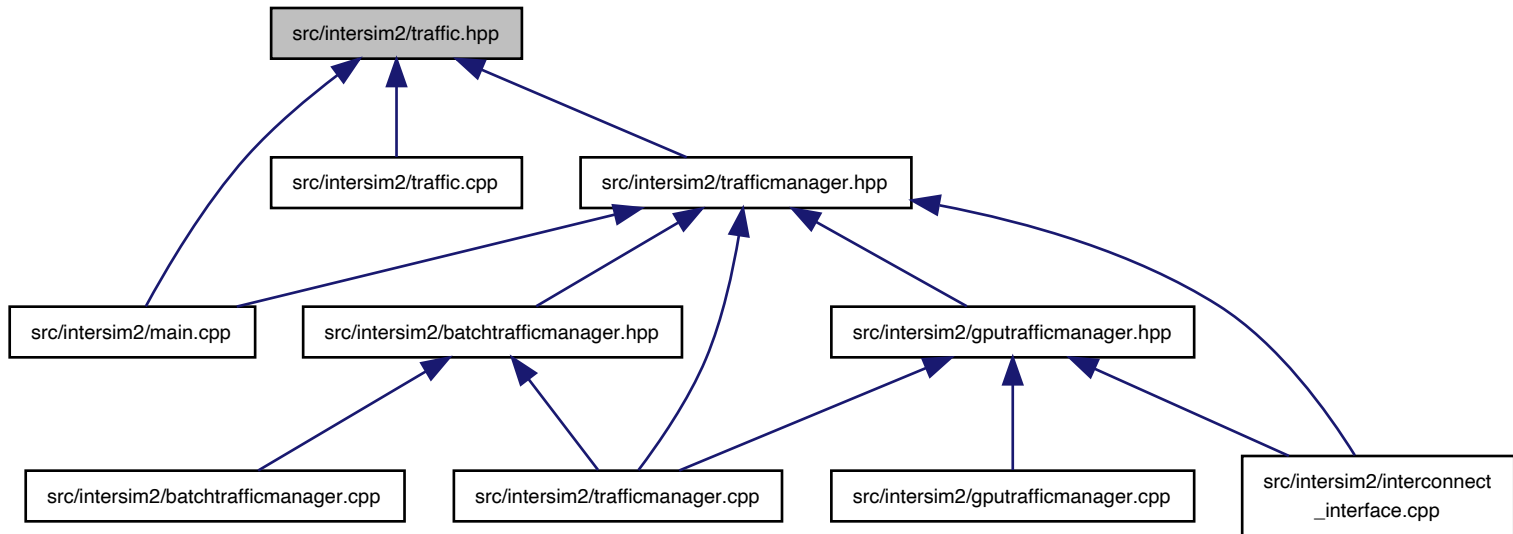 src/intersim2/traffic.hpp
src/intersim2/traffic.cpp
src/intersim2/trafficmanager.hpp
src/intersim2/main.cpp
src/intersim2/batchtrafficmanager.hpp
src/intersim2/gputrafficmanager.hpp
src/intersim2/batchtrafficmanager.cpp
src/intersim2/trafficmanager.cpp
src/intersim2/gputrafficmanager.cpp
src/intersim2/interconnect
_interface.cpp